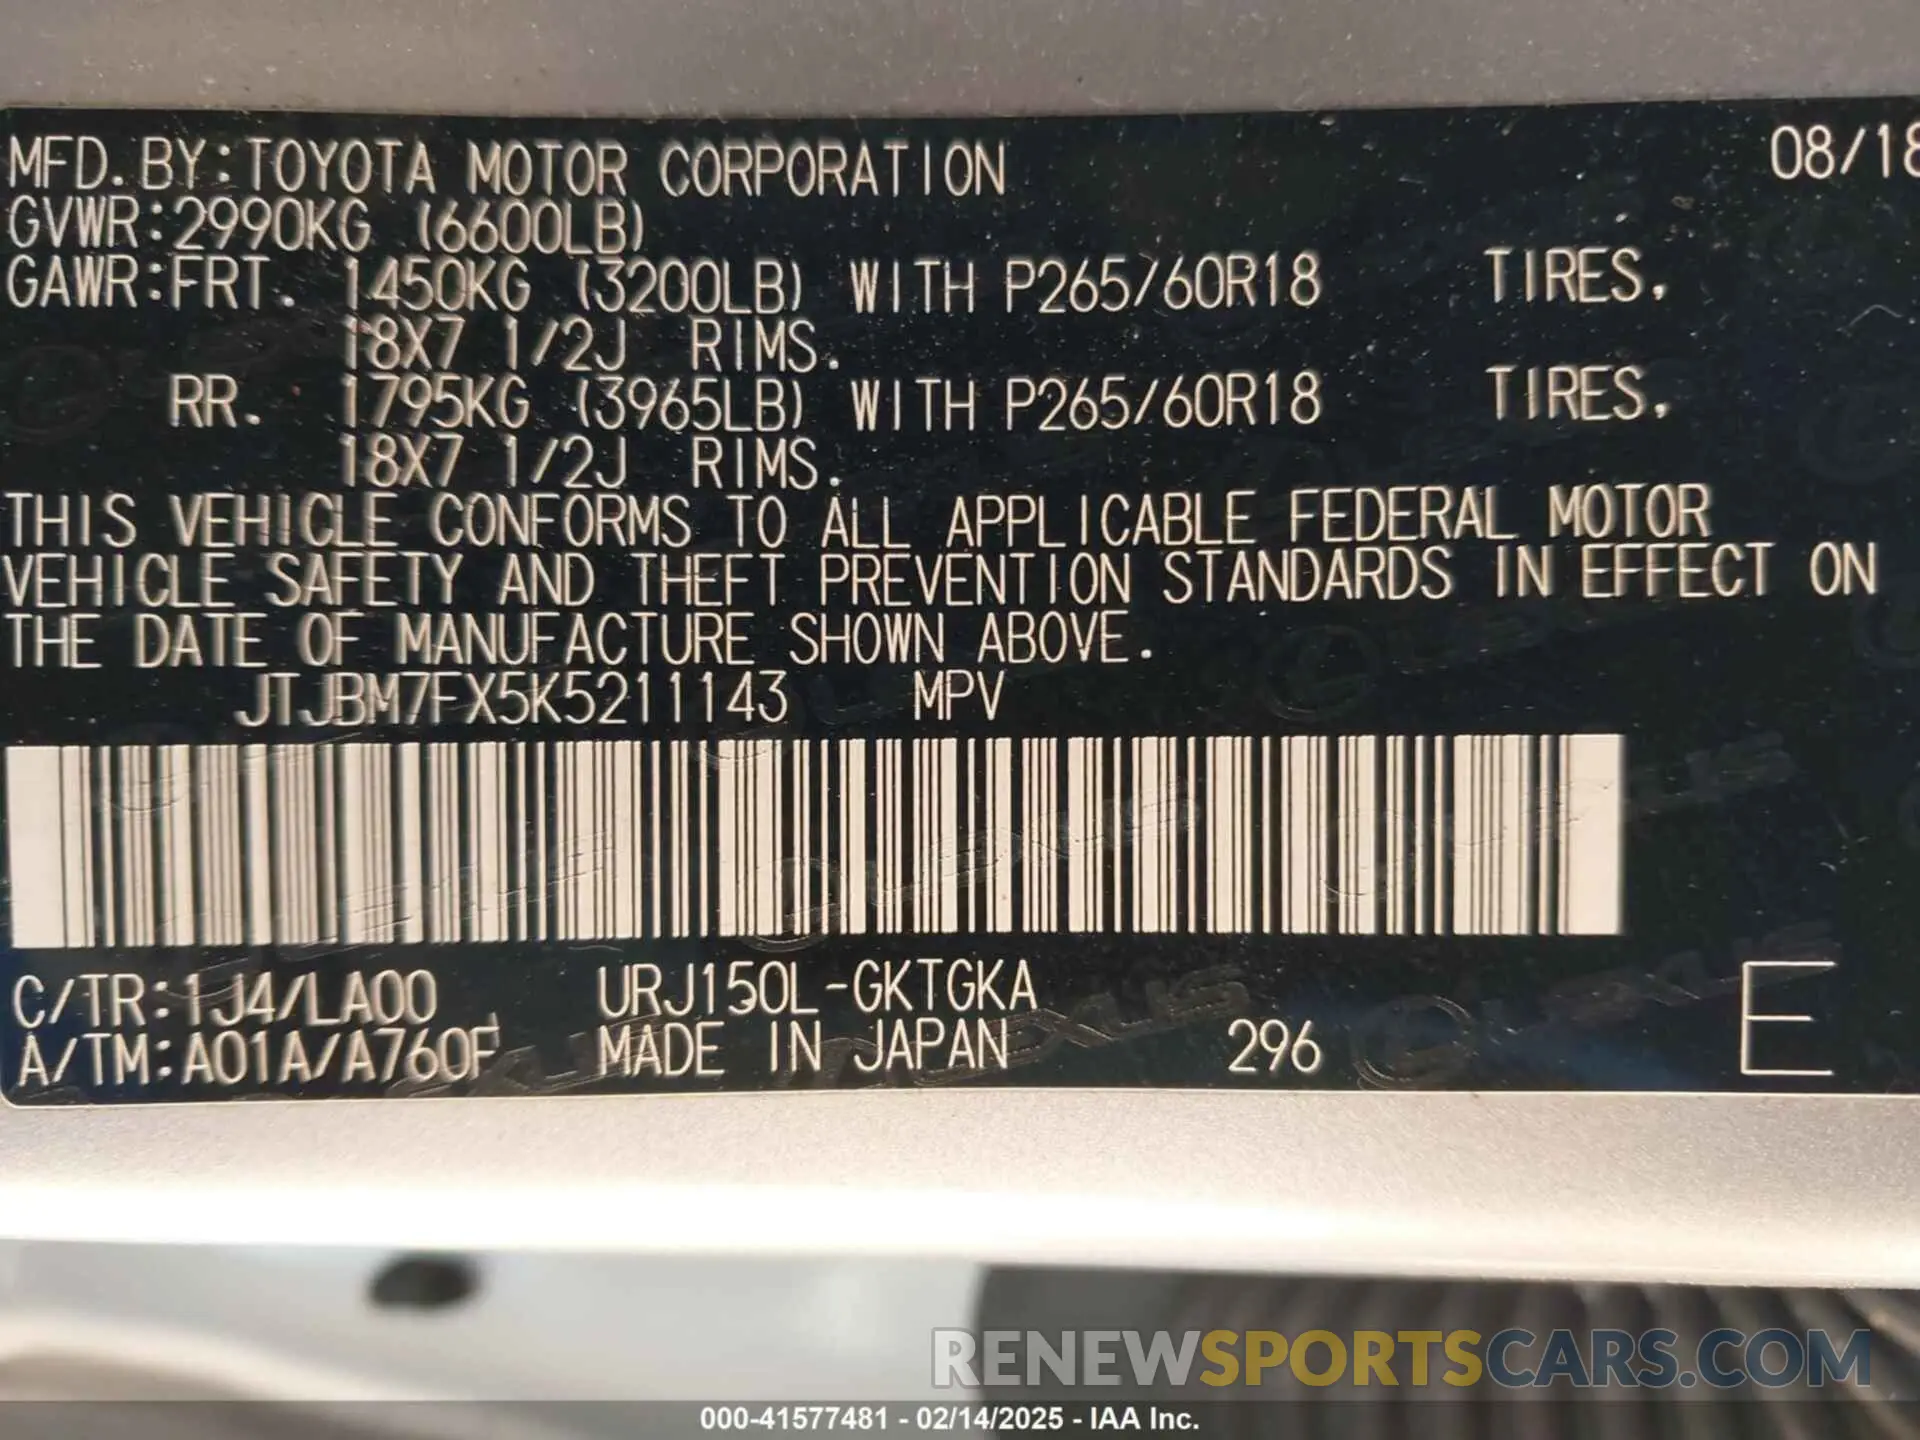 MFD. BY:TOYOTA MOTOR CORPORATION 08/18
GVWR:2990KG (6600LB)
GAWR:FRT. 1450KG (3200LB) WITH P265/60R18 TIRES,
18X7 1/2J RIMS.
RR. 1795KG (3965LB) WITH P265/60R18 TIRES,
18X7 1/2J RIMS.
THIS VEHICLE CONFORMS TO ALL APPLICABLE FEDERAL MOTOR
VEHICLE SAFETY AND THEFT PREVENTION STANDARDS IN EFFECT ON
THE DATE OF MANUFACTURE SHOWN ABOVE.
JTJBM7FX5K5211143 MPV
C/TR:1J4/LA00 URJ150L-GKTGKA
A/TM:A01A/A760F MADE IN JAPAN 296 E
RENEWSPORTSCARS.COM
000-41577481 - 02/14/2025 - IAA Inc.